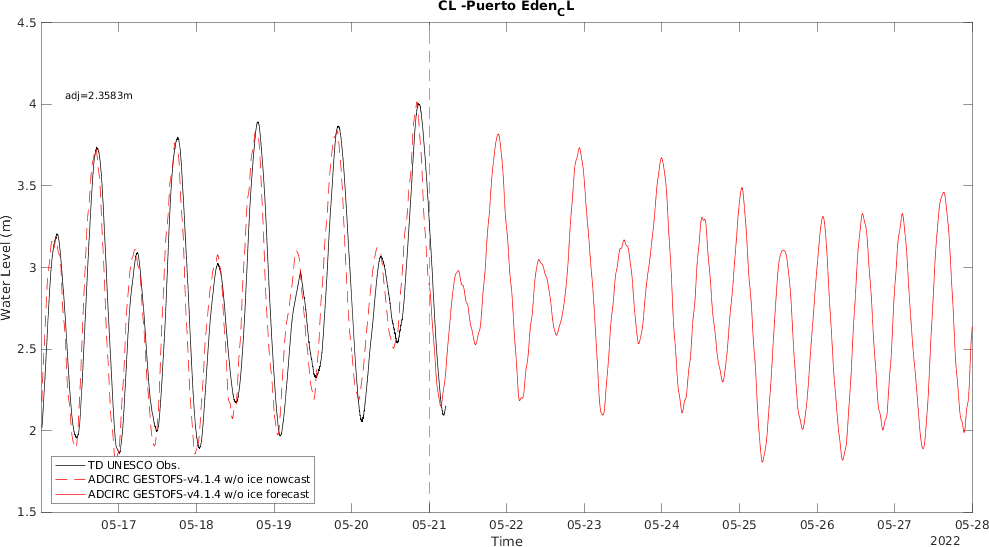 CL -Puerto Eden_CL
adj=2.3583m
4.5
4
3.5
3
2.5
2
1.5
Water Level (m)
TD UNESCO Obs.
ADCIRC GESTOFS-v4.1.4 w/o ice nowcast
ADCIRC GESTOFS-v4.1.4 w/o ice forecast
05-17 05-18 05-19 05-20 05-21 05-22 05-23 05-24 05-25 05-26 05-27 05-28
Time
2022